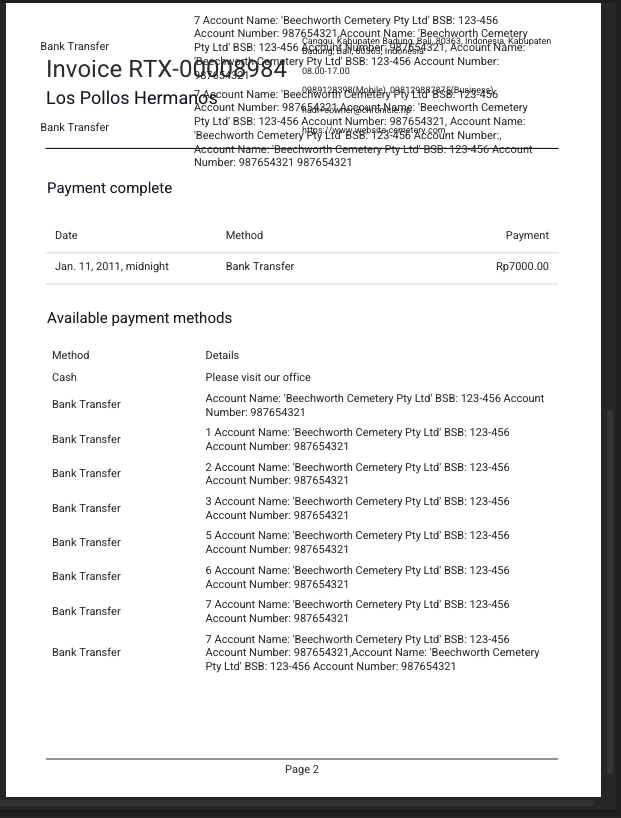 7 Account Name: 'Beechworth Cemetery Pty Ltd' BSB: 123-456
Account Number: 987654321,Account Name: 'Beechworth Cemetery
Bank Transfer
Pty Ltd' BSB: 123-456 Account Number: 987654321, Account Name:
'Beechworth Cemetery Pty Ltd' BSB: 123-456 Account Number:
987654321
Canggu, Kabupaten Badung, Bali, 80363, Indonesia, Kabupaten
Badung, Bali, 80363, Indonesia
08.00-17.00
Invoice RTX-00008984
Los Pollos Hermanos
7 Account Name: 'Beechworth Cemetery Pty Ltd' BSB: 123-456
Account Number: 987654321,Account Name: 'Beechworth Cemetery
Bank Transfer
Pty Ltd' BSB: 123-456 Account Number: 987654321, Account Name:
'Beechworth Cemetery Pty Ltd' BSB: 123-456 Account Number:,
Account Name: 'Beechworth Cemetery Pty Ltd' BSB: 123-456 Account
Number: 987654321 987654321
https://www.website-cemetery.com
Payment complete
Date Method Payment
Jan. 11, 2011, midnight Bank Transfer Rp7000.00
Available payment methods
Method Details
Cash Please visit our office
Bank Transfer Account Name: 'Beechworth Cemetery Pty Ltd' BSB: 123-456 Account
Number: 987654321
Bank Transfer 1 Account Name: 'Beechworth Cemetery Pty Ltd' BSB: 123-456
Account Number: 987654321
Bank Transfer 2 Account Name: 'Beechworth Cemetery Pty Ltd' BSB: 123-456
Account Number: 987654321
Bank Transfer 3 Account Name: 'Beechworth Cemetery Pty Ltd' BSB: 123-456
Account Number: 987654321
Bank Transfer 5 Account Name: 'Beechworth Cemetery Pty Ltd' BSB: 123-456
Account Number: 987654321
Bank Transfer 6 Account Name: 'Beechworth Cemetery Pty Ltd' BSB: 123-456
Account Number: 987654321
Bank Transfer 7 Account Name: 'Beechworth Cemetery Pty Ltd' BSB: 123-456
Account Number: 987654321
7 Account Name: 'Beechworth Cemetery Pty Ltd' BSB: 123-456
Bank Transfer Account Number: 987654321,Account Name: 'Beechworth Cemetery
Pty Ltd' BSB: 123-456 Account Number: 987654321
Page 2